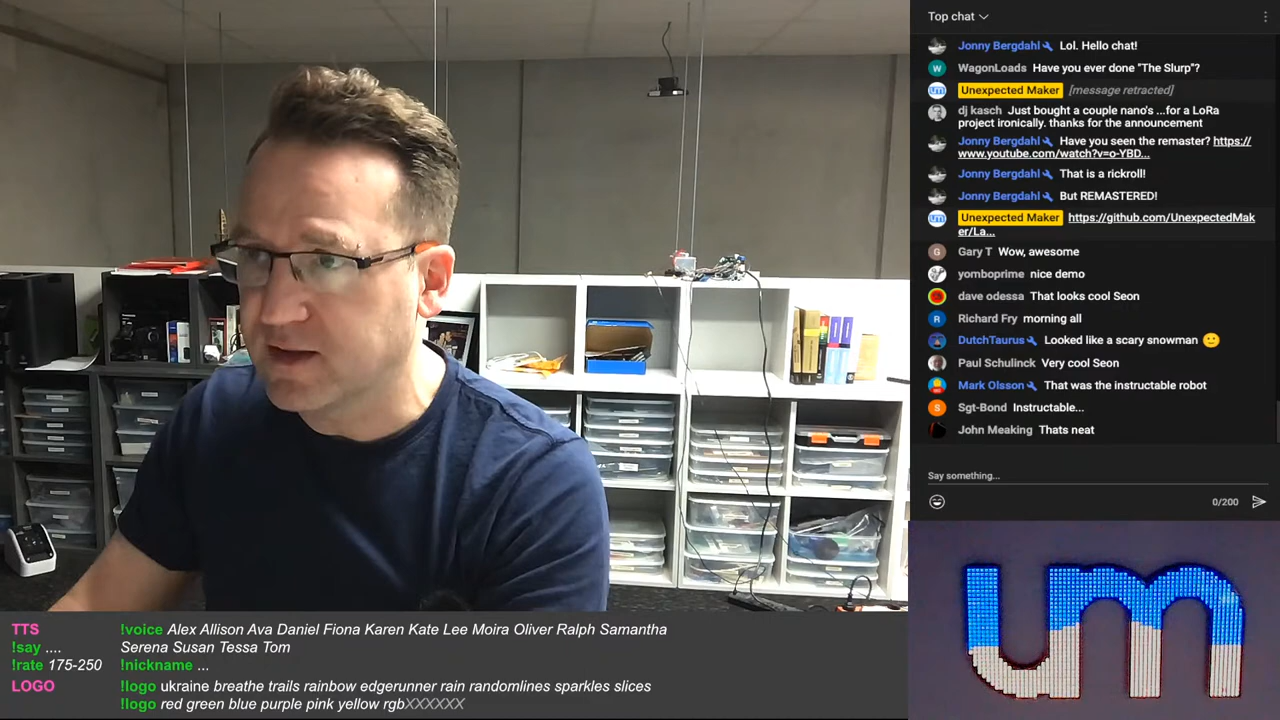 Top chat
Jonny Bergdahl Lol. Hello chat!
W WagonLoads Have you ever done "The Slurp"?
um Unexpected Maker [message retracted]
dj kasch Just bought a couple nano's ...for a LoRa
project ironically. thanks for the announcement
Jonny Bergdahl Have you seen the remaster? https://
www.youtube.com/watch?v=o-YBD...
Jonny Bergdahl That is a rickroll!
Jonny Bergdahl But REMASTERED!
um Unexpected Maker https://github.com/UnexpectedMak
er/La...
G Gary T Wow, awesome
yomboprime nice demo
dave odessa That looks cool Seon
R Richard Fry morning all
DutchTaurus Looked like a scary snowman 🙂
Paul Schulinck Very cool Seon
Mark Olsson That was the instructable robot
S Sgt-Bond Instructable...
John Meaking Thats neat
Say something...
0/200
um
TTS !voice Alex Allison Ava Daniel Fiona Karen Kate Lee Moira Oliver Ralph Samantha
!say .... Serena Susan Tessa Tom
!rate 175-250 !nickname ...
LOGO !logo ukraine breathe trails rainbow edgerunner rain randomlines sparkles slices
!logo red green blue purple pink yellow rgbXXXXXX